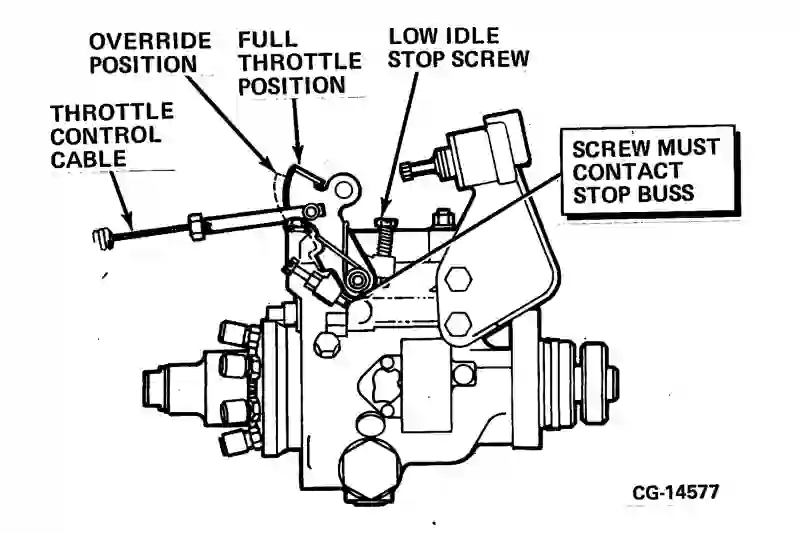 OVERRIDE
POSITION
FULL
THROTTLE
POSITION
LOW IDLE
STOP SCREW
THROTTLE
CONTROL
CABLE
SCREW MUST
CONTACT
STOP BUSS
CG-14577